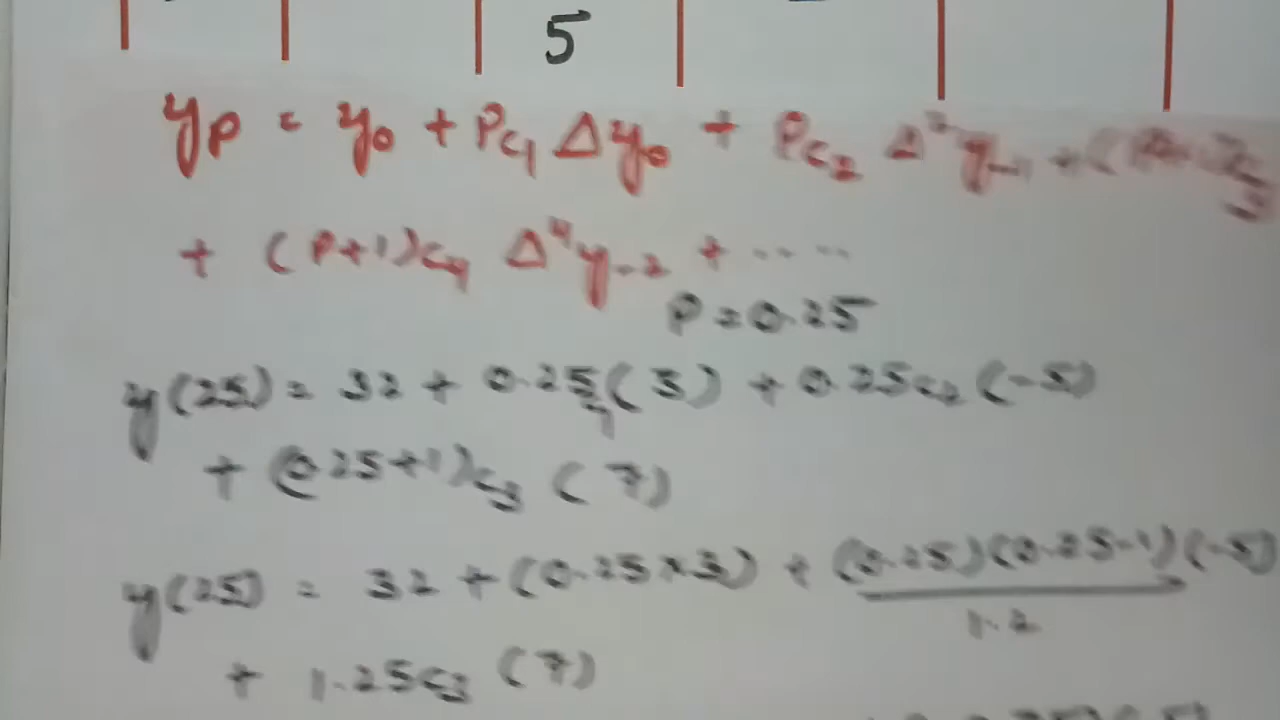 5
yp = y0 + Pc1 Δy0 + Pc2 Δ²y-1 +
+ (P+1)c4 Δ⁴y-2 + .....
P = 0.25
y(25) = 32 + 0.25c1(3) + 0.25c2(-5)
+ (0.25+1)c3 (7)
y(25) = 32 + (0.25×3) + (0.25)(0.25-1)(-5)
1.2
+ 1.25c3 (7)